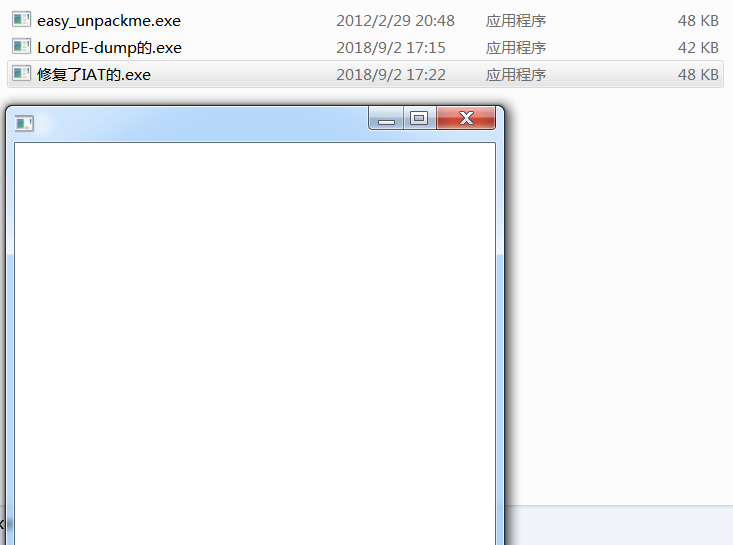 easy_unpackme.exe 2012/2/29 20:48 应用程序 48 KB
LordPE-dump的.exe 2018/9/2 17:15 应用程序 42 KB
修复了IAT的.exe 2018/9/2 17:22 应用程序 48 KB